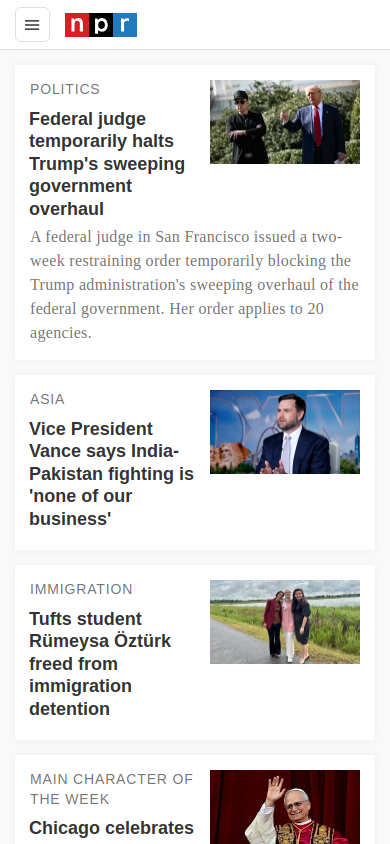 npr
POLITICS
Federal judge
temporarily halts
Trump's sweeping
government
overhaul
A federal judge in San Francisco issued a two-
week restraining order temporarily blocking the
Trump administration's sweeping overhaul of the
federal government. Her order applies to 20
agencies.
ASIA
Vice President
Vance says India-
Pakistan fighting is
'none of our
business'
IMMIGRATION
Tufts student
Rümeysa Öztürk
freed from
immigration
detention
MAIN CHARACTER OF
THE WEEK
Chicago celebrates